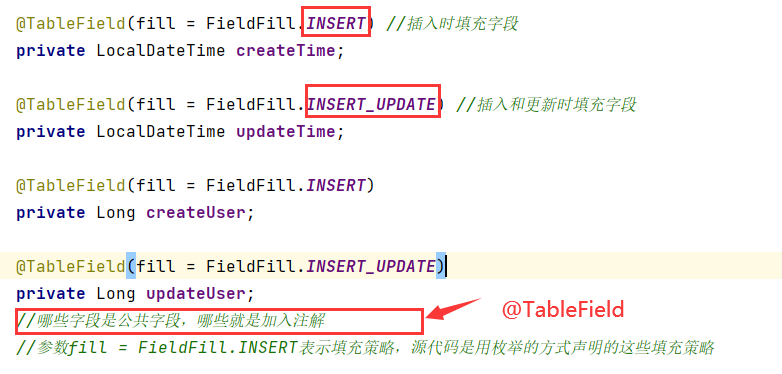 @TableField(fill = FieldFill.INSERT) //插入时填充字段
private LocalDateTime createTime;
@TableField(fill = FieldFill.INSERT_UPDATE) //插入和更新时填充字段
private LocalDateTime updateTime;
@TableField(fill = FieldFill.INSERT)
private Long createUser;
@TableField(fill = FieldFill.INSERT_UPDATE)
private Long updateUser;
//哪些字段是公共字段，哪些就是加入注解
@TableField
//参数fill = FieldFill.INSERT表示填充策略，源代码是用枚举的方式声明的这些填充策略